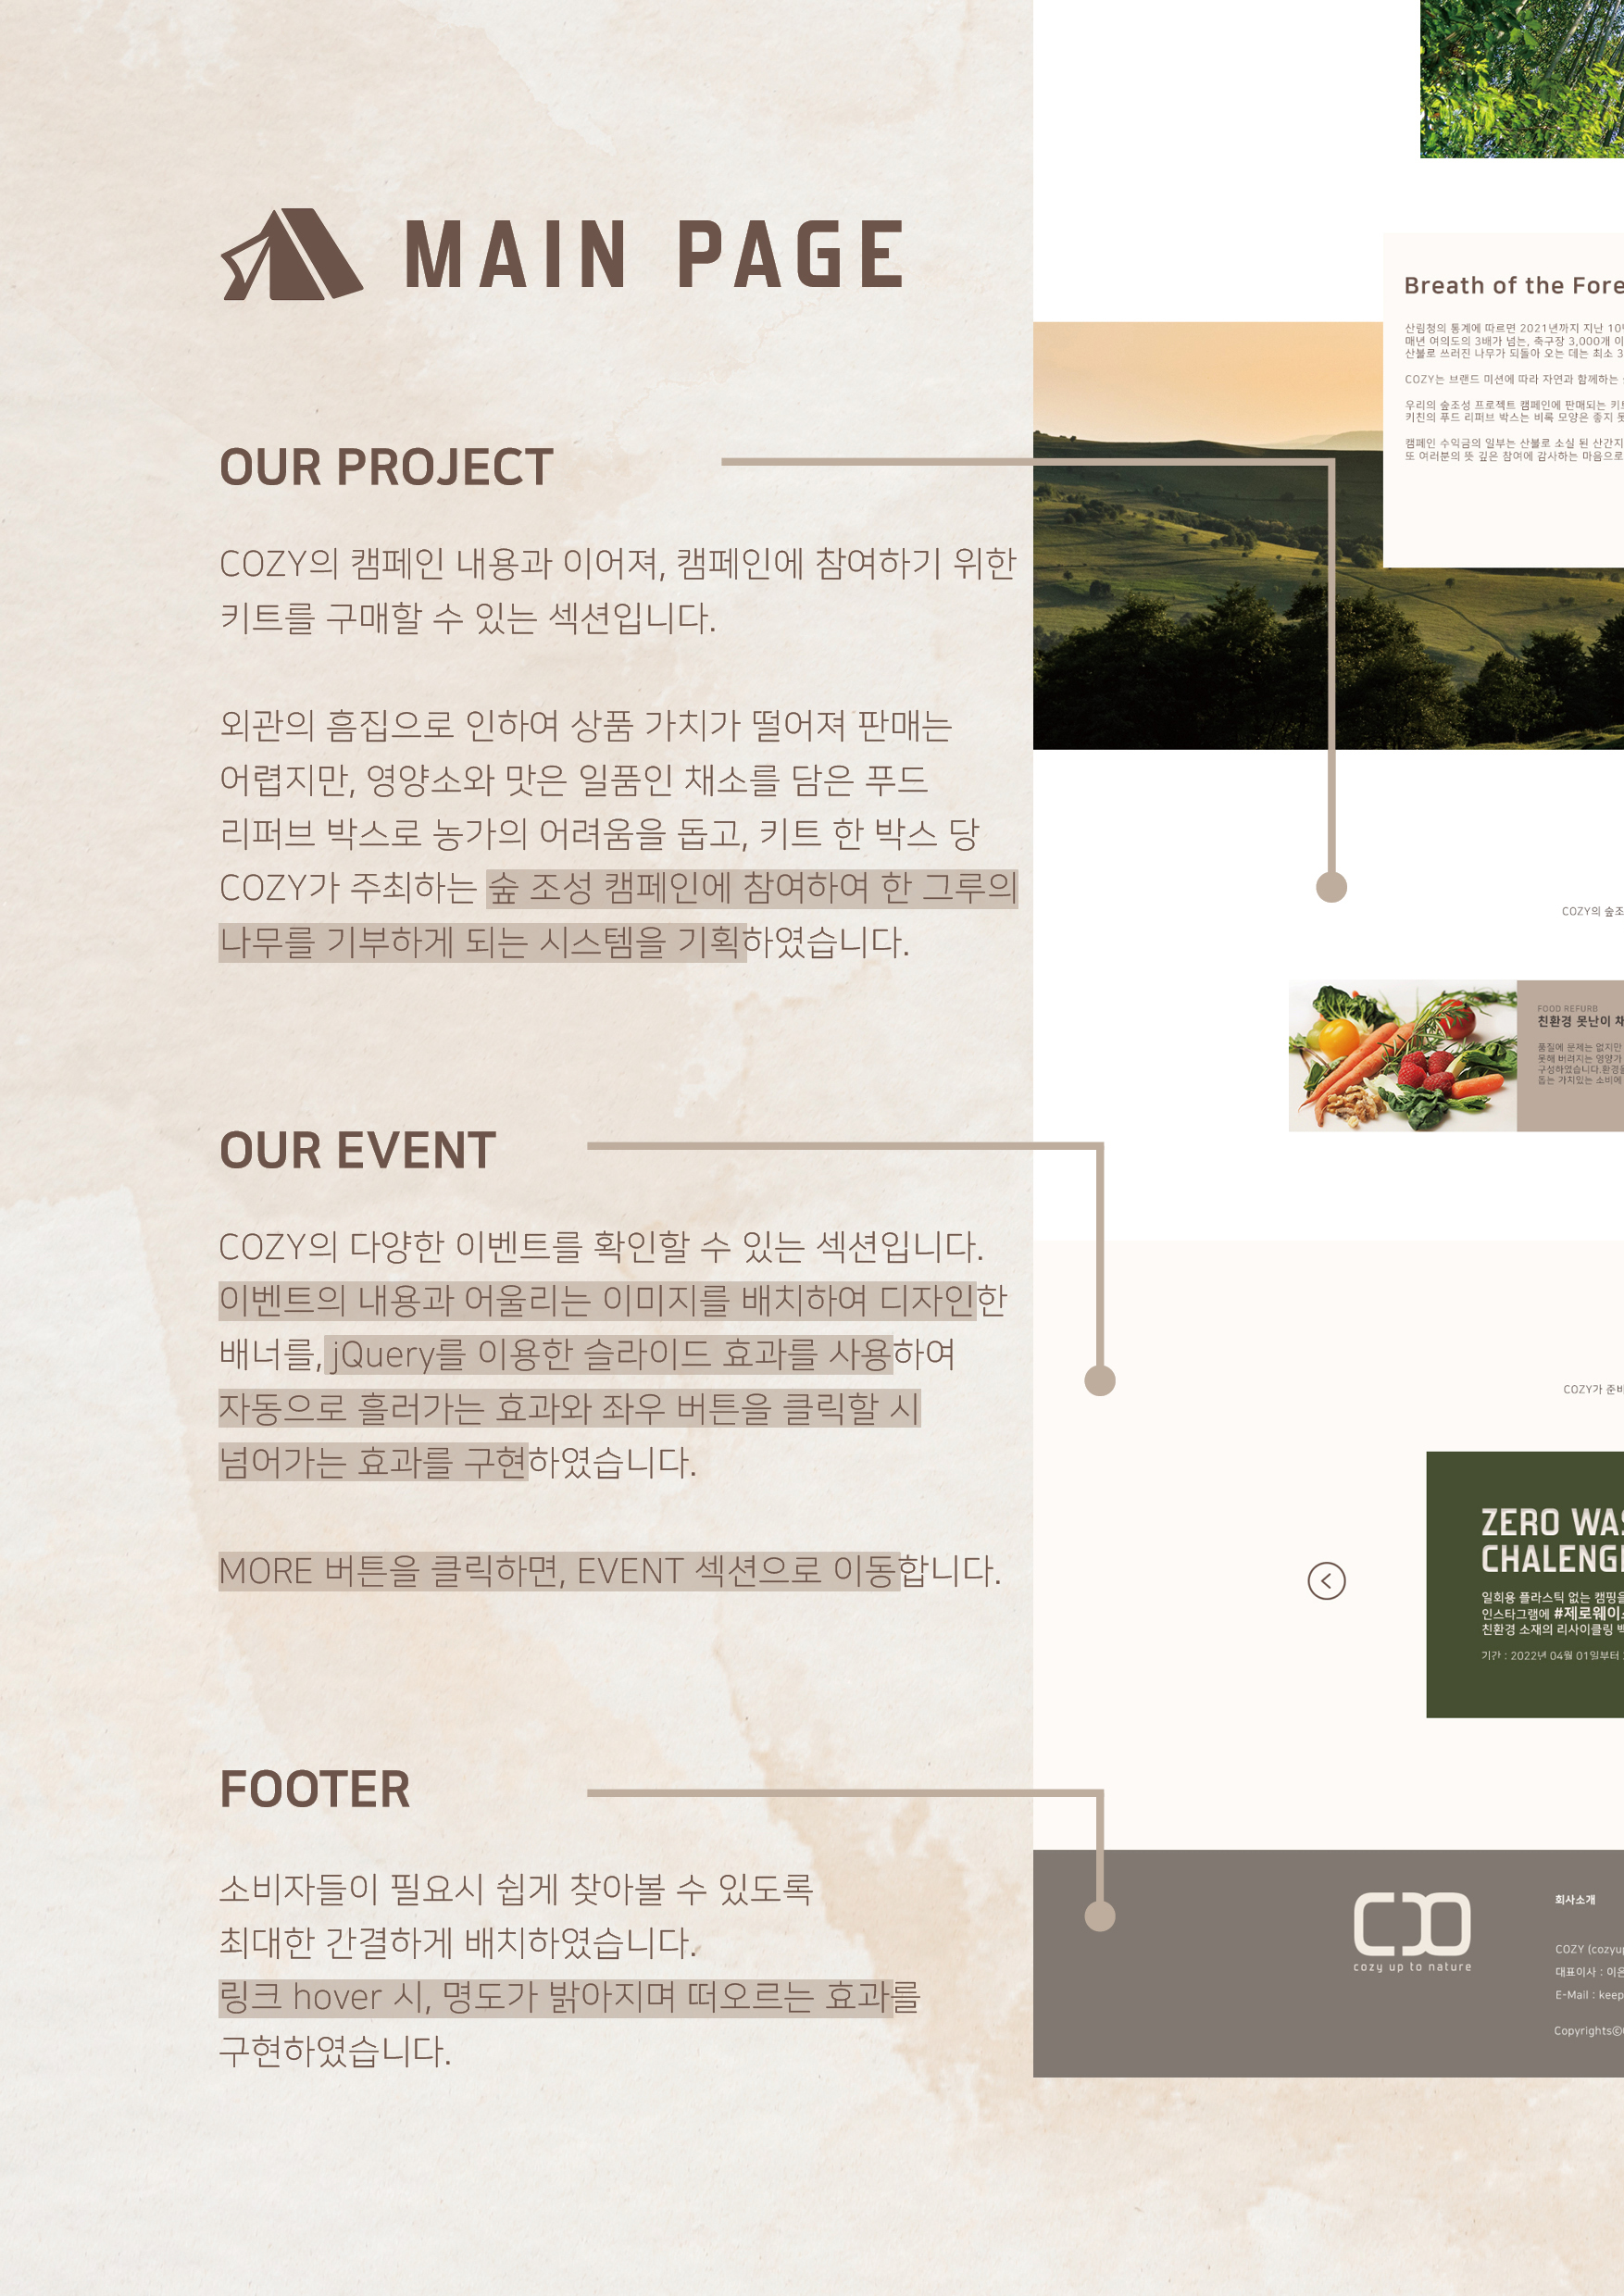 MAIN PAGE
OUR PROJECT
COZY의 캠페인 내용과 이어져, 캠페인에 참여하기 위한
키트를 구매할 수 있는 섹션입니다.
외관의 흠집으로 인하여 상품 가치가 떨어져 판매는
어렵지만, 영양소와 맛은 일품인 채소를 담은 푸드
리퍼브 박스로 농가의 어려움을 돕고, 키트 한 박스 당
COZY가 주최하는 숲 조성 캠페인에 참여하여 한 그루의
나무를 기부하게 되는 시스템을 기획하였습니다.
OUR EVENT
COZY의 다양한 이벤트를 확인할 수 있는 섹션입니다.
이벤트의 내용과 어울리는 이미지를 배치하여 디자인한
배너를, jQuery를 이용한 슬라이드 효과를 사용하여
자동으로 흘러가는 효과와 좌우 버튼을 클릭할 시
넘어가는 효과를 구현하였습니다.
MORE 버튼을 클릭하면, EVENT 섹션으로 이동합니다.
FOOTER
소비자들이 필요시 쉽게 찾아볼 수 있도록
최대한 간결하게 배치하였습니다.
링크 hover 시, 명도가 밝아지며 떠오르는 효과를
구현하였습니다.
Breath of the Fore
산림청의 통계에 따르면 2021년까지 지난
매년 여의도의 3배가 넘는, 축구장 3,000개
산불로 쓰러진 나무가 되돌아 오는 데는 최소
COZY는 브랜드 미션에 따라 자연과 함께하는
우리의 숲조성 프로젝트 캠페인에 판매되는
키친의 푸드 리퍼브 박스는 비록 모양은 좋지
캠페인 수익금의 일부는 산불로 소실 된
또 여러분의 뜻 깊은 참여에 감사하는 마음으로
COZY의 숲조
FOOD REFURB
친환경 못난이
품질에 문제는 없지만
못해 버려지는 영양가
구성하였습니다.
돕는 가치있는 소비에
COZY가 준비
ZERO WAS
CHALENG
일회용 플라스틱 없는 캠핑을
인스타그램에 #제로웨이
친환경 소재의 리사이클링
기간 : 2022년 04월 01일부터
cozy up to nature
회사소개
COZY (cozyup
대표이사 : 이은
E-Mail : keep
Copyrights©